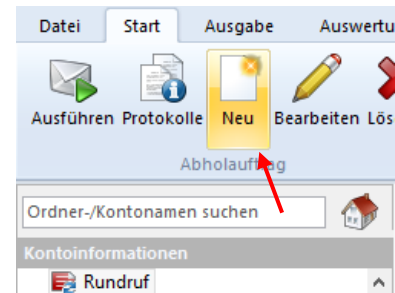 Datei Start Ausgabe Auswertu
Ausführen Protokolle Neu Bearbeiten Lös
Abholauftrag
Ordner-/Kontonamen suchen
Kontoinformationen
Rundruf